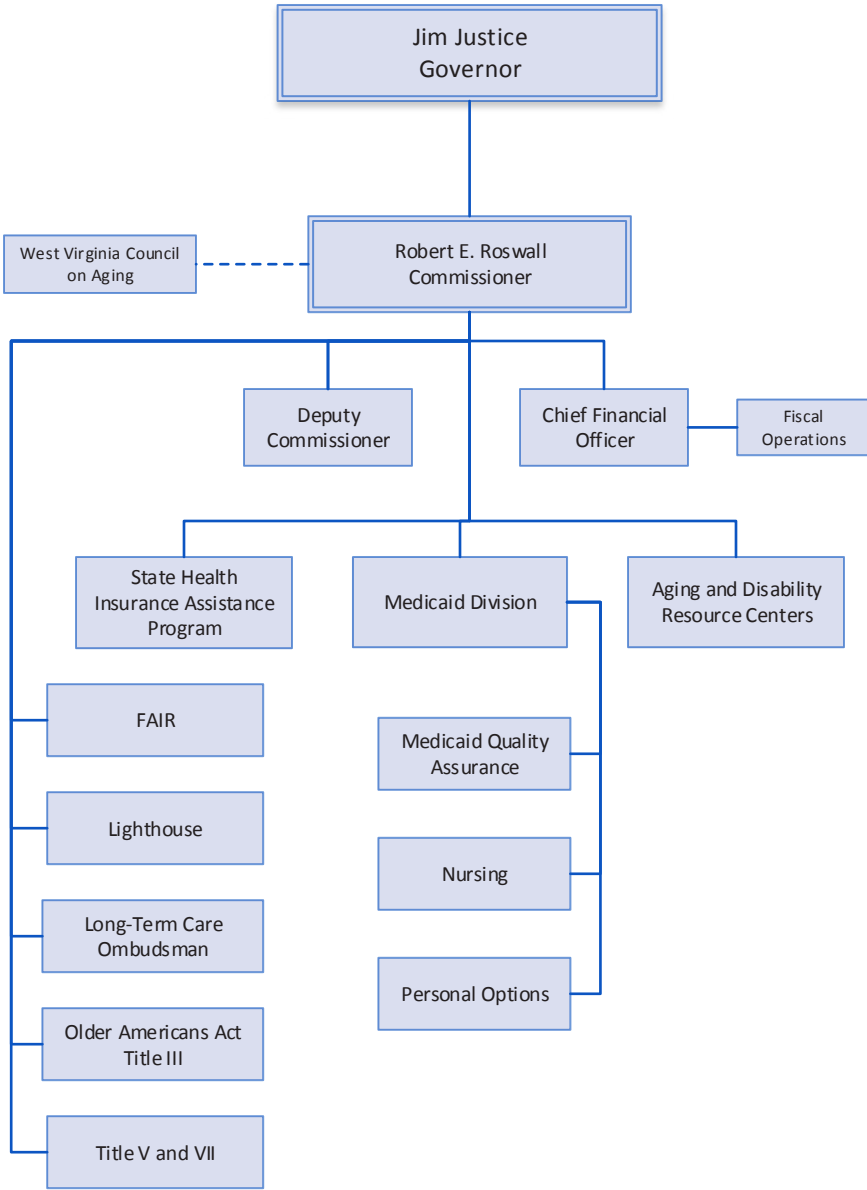 Jim Justice
Governor
West Virginia Council
on Aging
Robert E. Roswall
Commissioner
Deputy
Commissioner
Chief Financial
Officer
Fiscal
Operations
State Health
Insurance Assistance
Program
Medicaid Division
Aging and Disability
Resource Centers
FAIR
Medicaid Quality
Assurance
Lighthouse
Nursing
Long-Term Care
Ombudsman
Personal Options
Older Americans Act
Title III
Title V and VII